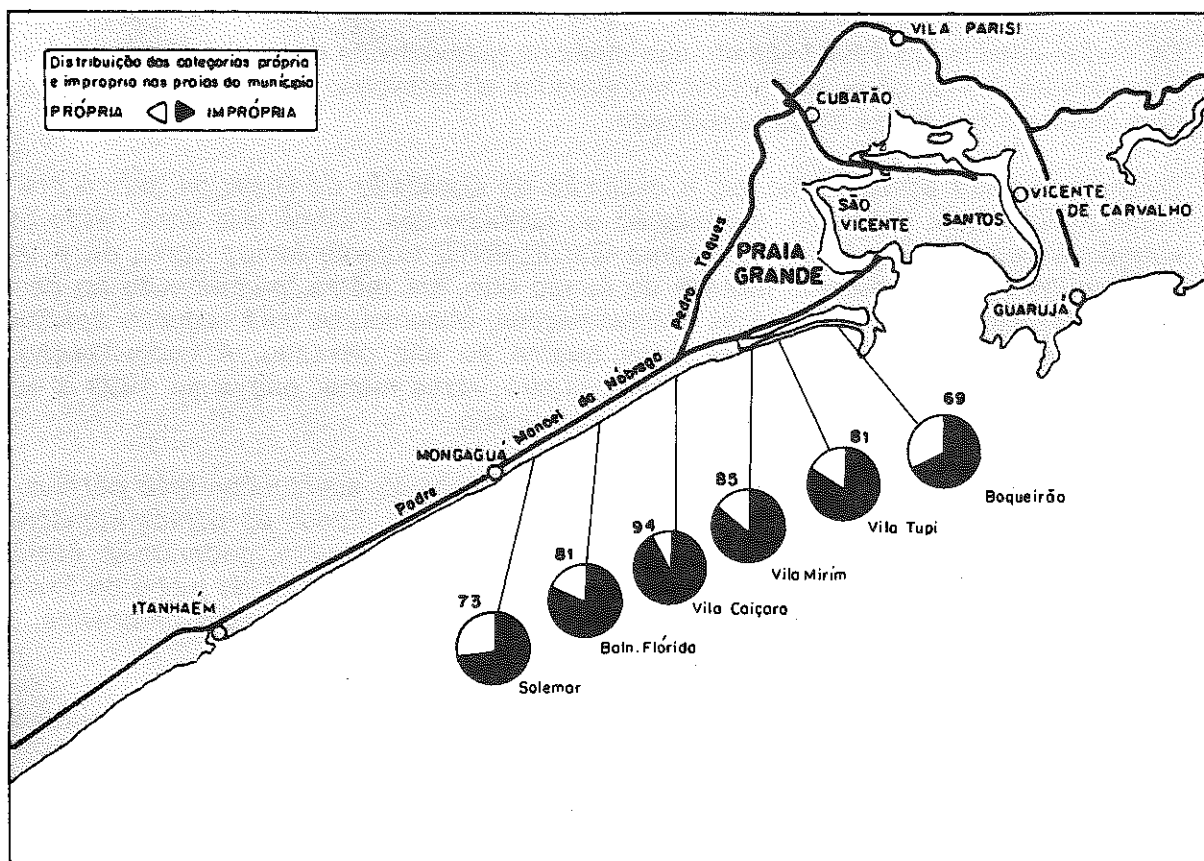 Distribuição das categorias própria
e imprópria nas praias do município
PRÓPRIA IMPRÓPRIA
VILA PARISI
CUBATÃO
VICENTE
DE CARVALHO
SÃO
VICENTE
SANTOS
PRAIA
GRANDE
GUARUJÁ
Pedro Taques
Padre Manoel da Nóbrega
MONGAGUÁ
ITANHAÉM
69
Boqueirão
81
Vila Tupi
85
Vila Mirim
94
Vila Caiçara
81
Baln. Flórida
73
Solemar